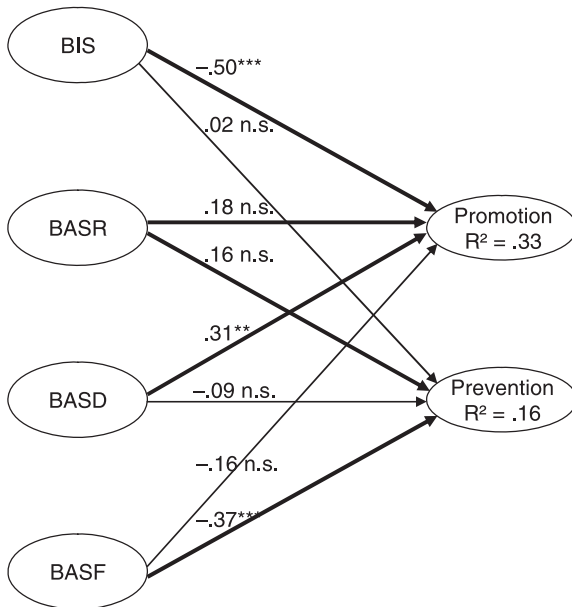 BIS
–.50***
.02 n.s.
.18 n.s.
BASR
Promotion
R² = .33
.16 n.s.
.31**
–.09 n.s.
BASD
Prevention
R² = .16
–.16 n.s.
–.37***
BASF